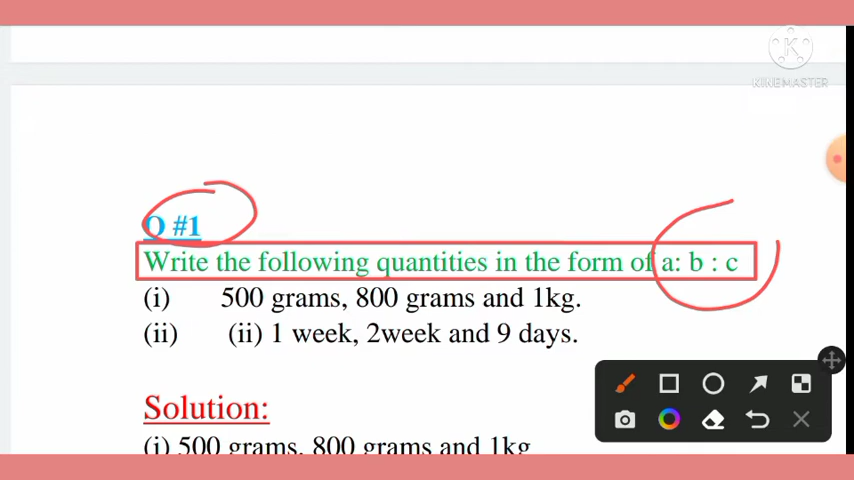 KINEMASTER
Q #1
Write the following quantities in the form of a: b : c
(i) 500 grams, 800 grams and 1kg.
(ii) (ii) 1 week, 2week and 9 days.
Solution:
(i) 500 grams, 800 grams and 1kg